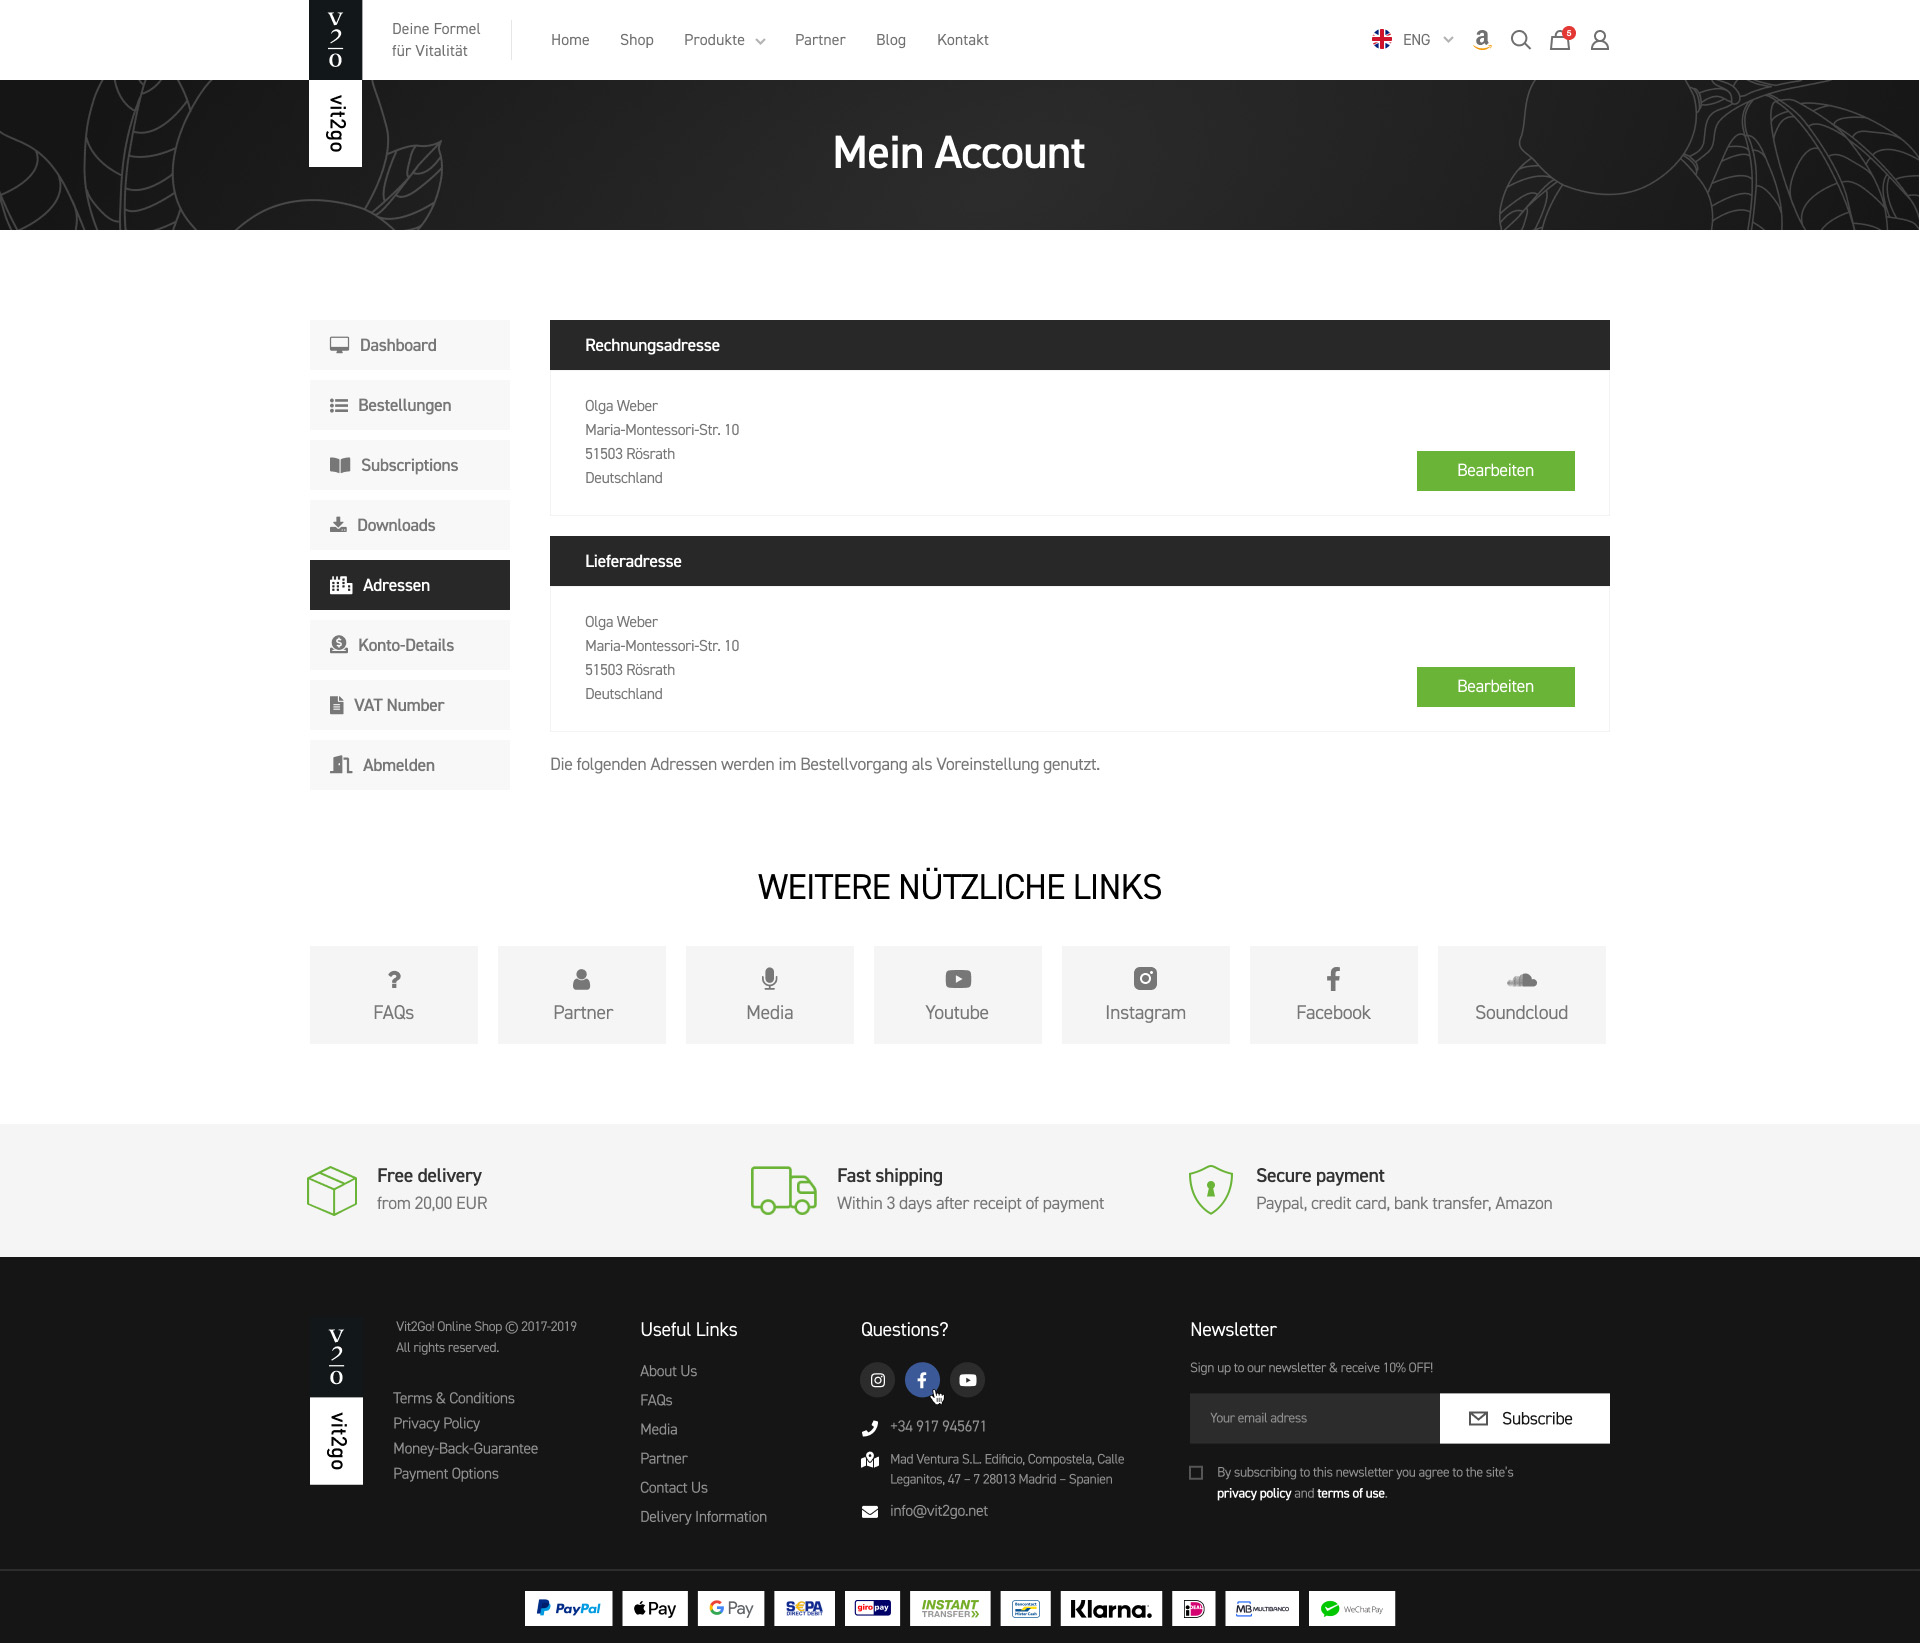 v
2
o
vit2go
Deine Formel
für Vitalität
Home
Shop
Produkte
Partner
Blog
Kontakt
ENG
5
Mein Account
Dashboard
Bestellungen
Subscriptions
Downloads
Adressen
Konto-Details
VAT Number
Abmelden
Rechnungsadresse
Olga Weber
Maria-Montessori-Str. 10
51503 Rösrath
Deutschland
Bearbeiten
Lieferadresse
Olga Weber
Maria-Montessori-Str. 10
51503 Rösrath
Deutschland
Bearbeiten
Die folgenden Adressen werden im Bestellvorgang als Voreinstellung genutzt.
WEITERE NÜTZLICHE LINKS
FAQs
Partner
Media
Youtube
Instagram
Facebook
Soundcloud
Free delivery
from 20,00 EUR
Fast shipping
Within 3 days after receipt of payment
Secure payment
Paypal, credit card, bank transfer, Amazon
v
2
o
vit2go
Vit2Go! Online Shop © 2017-2019
All rights reserved.
Terms & Conditions
Privacy Policy
Money-Back-Guarantee
Payment Options
Useful Links
About Us
FAQs
Media
Partner
Contact Us
Delivery Information
Questions?
+34 917 945671
Mad Ventura S.L. Edificio, Compostela, Calle
Leganitos, 47 – 7 28013 Madrid – Spanien
info@vit2go.net
Newsletter
Sign up to our newsletter & receive 10% OFF!
Your email adress
Subscribe
By subscribing to this newsletter you agree to the site's
privacy policy and terms of use.
PayPal
Pay
G Pay
S€PA
DIRECT DEBIT
giropay
INSTANT
TRANSFER
Bancontact
Mister Cash
Klarna.
iDEAL
MB MULTIBANCO
WeChat Pay